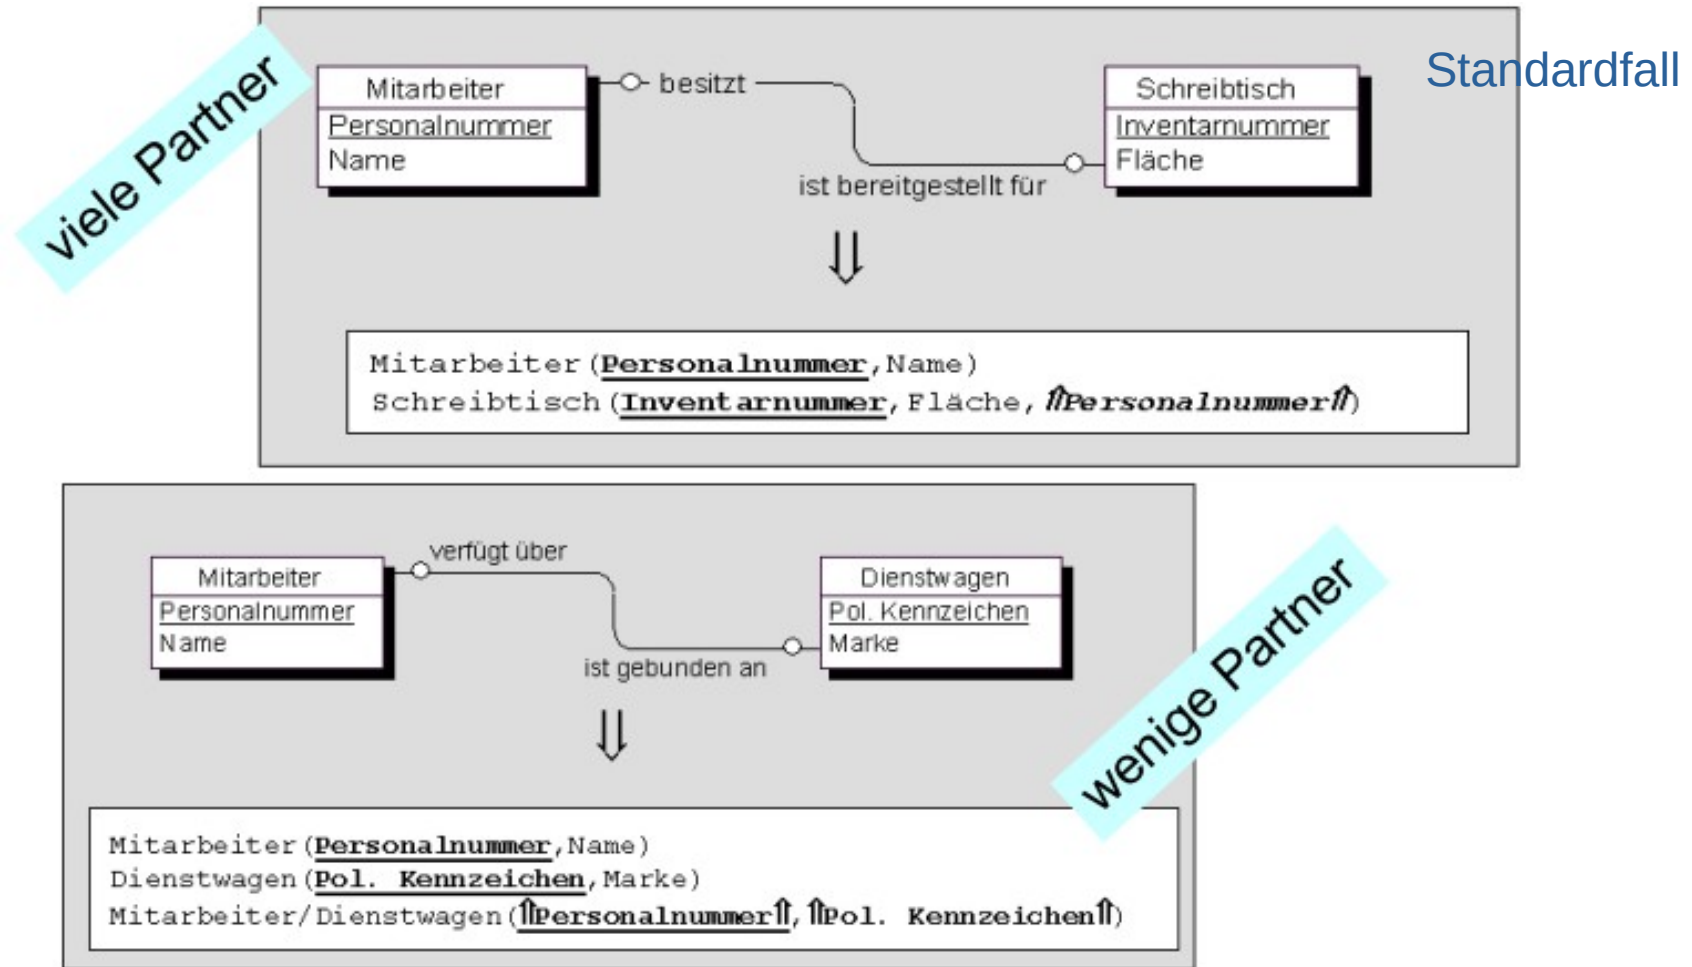 Standardfall
viele Partner
Mitarbeiter
Personalnummer
Name
besitzt
ist bereitgestellt für
Schreibtisch
Inventarnummer
Fläche
⇓
Mitarbeiter(Personalnummer,Name)
Schreibtisch(Inventarnummer,Fläche,⇑Personalnummer⇑)
wenige Partner
Mitarbeiter
Personalnummer
Name
verfügt über
ist gebunden an
Dienstwagen
Pol. Kennzeichen
Marke
⇓
Mitarbeiter(Personalnummer,Name)
Dienstwagen(Pol. Kennzeichen,Marke)
Mitarbeiter/Dienstwagen(⇑Personalnummer⇑,⇑Pol. Kennzeichen⇑)